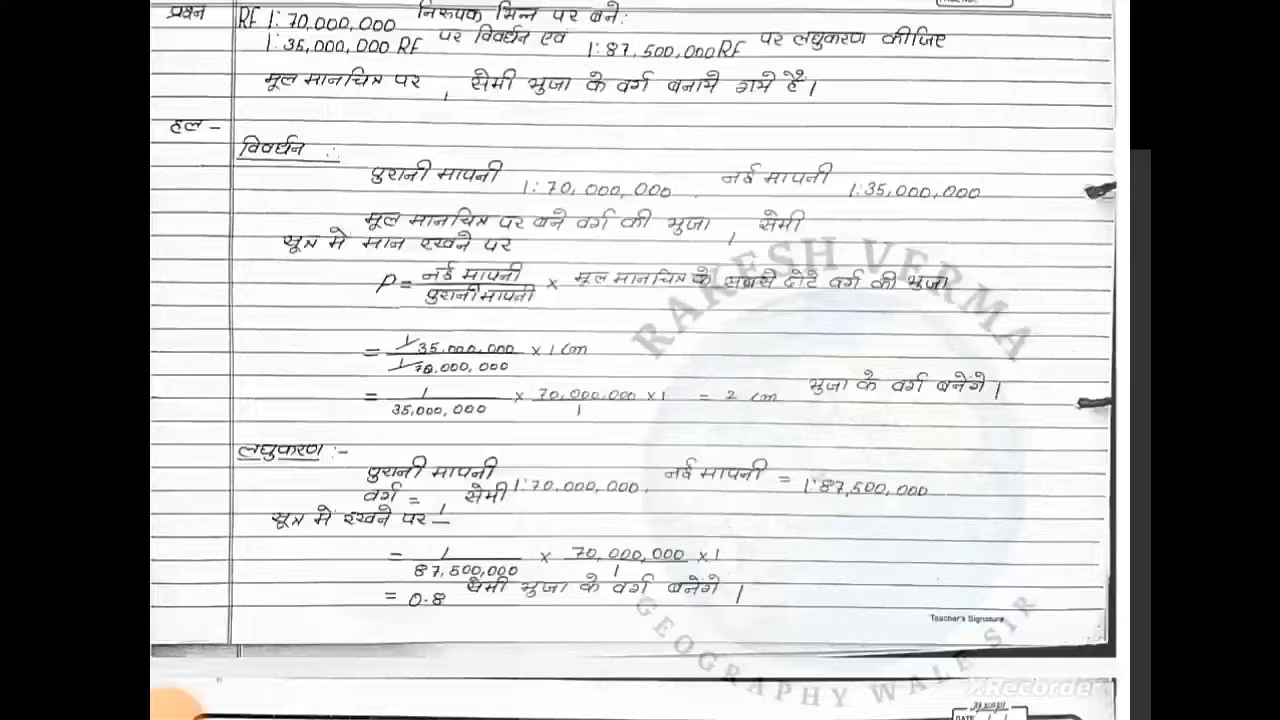 प्रश्न RF 1:70,000,000 निरूपक भिन्न पर बने:
1:35,000,000 RF पर विवर्धन एवं 1:87,500,000 RF पर लघुकरण कीजिए
मूल मानचित्र पर 1 सेमी भुजा के वर्ग बनाये गये हैं।
हल -
विवर्धन :-
पुरानी मापनी 1:70,000,000 नई मापनी 1:35,000,000
मूल मानचित्र पर बने वर्ग की भुजा 1 सेमी
सूत्र में मान रखने पर
P = नई मापनी / पुरानी मापनी × मूल मानचित्र के सबसे छोटे वर्ग की भुजा
= 1/35,000,000 / 1/70,000,000 × 1 cm
= 1/35,000,000 × 70,000,000/1 × 1 = 2 cm भुजा के वर्ग बनेंगे।
लघुकरण :-
पुरानी मापनी 1:70,000,000, नई मापनी = 1:87,500,000
वर्ग = 1 सेमी
सूत्र में रखने पर -
= 1/87,500,000 × 70,000,000/1 × 1
= 0.8 सेमी भुजा के वर्ग बनेंगे।
Teacher's Signature
RAKESH VERMA
GEOGRAPHY WALE SIR
XRecorder
DATE